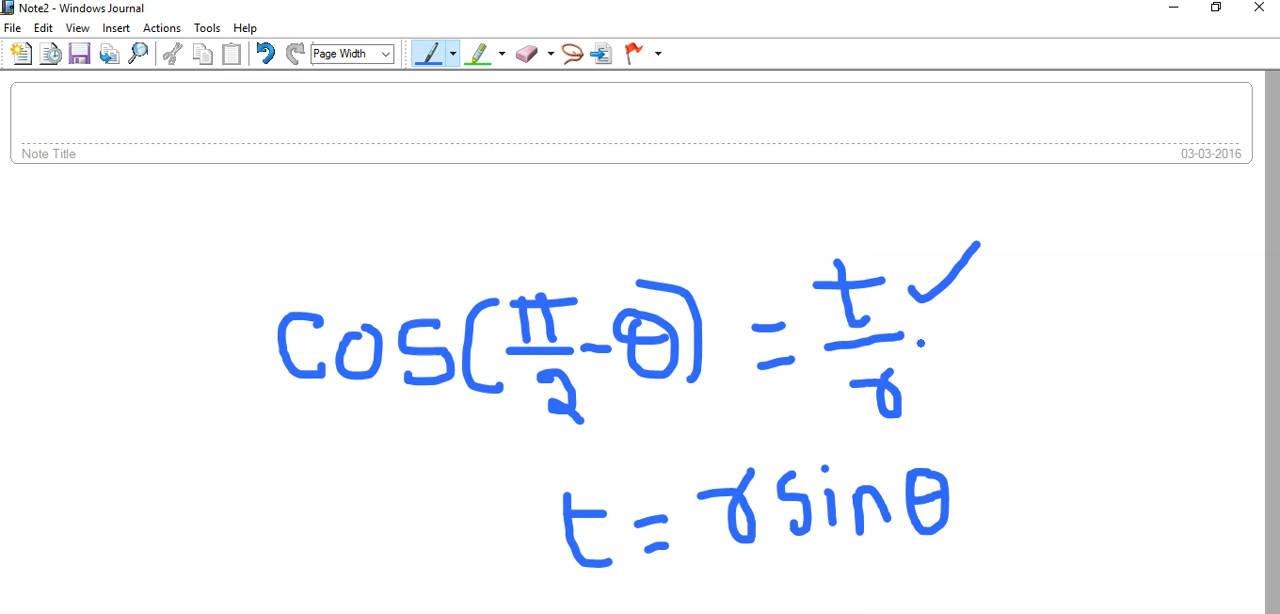 Note2 - Windows Journal
File Edit View Insert Actions Tools Help
Page Width
Note Title
03-03-2016
cos(π/2 - θ) = t/r ✓
t = r sin θ